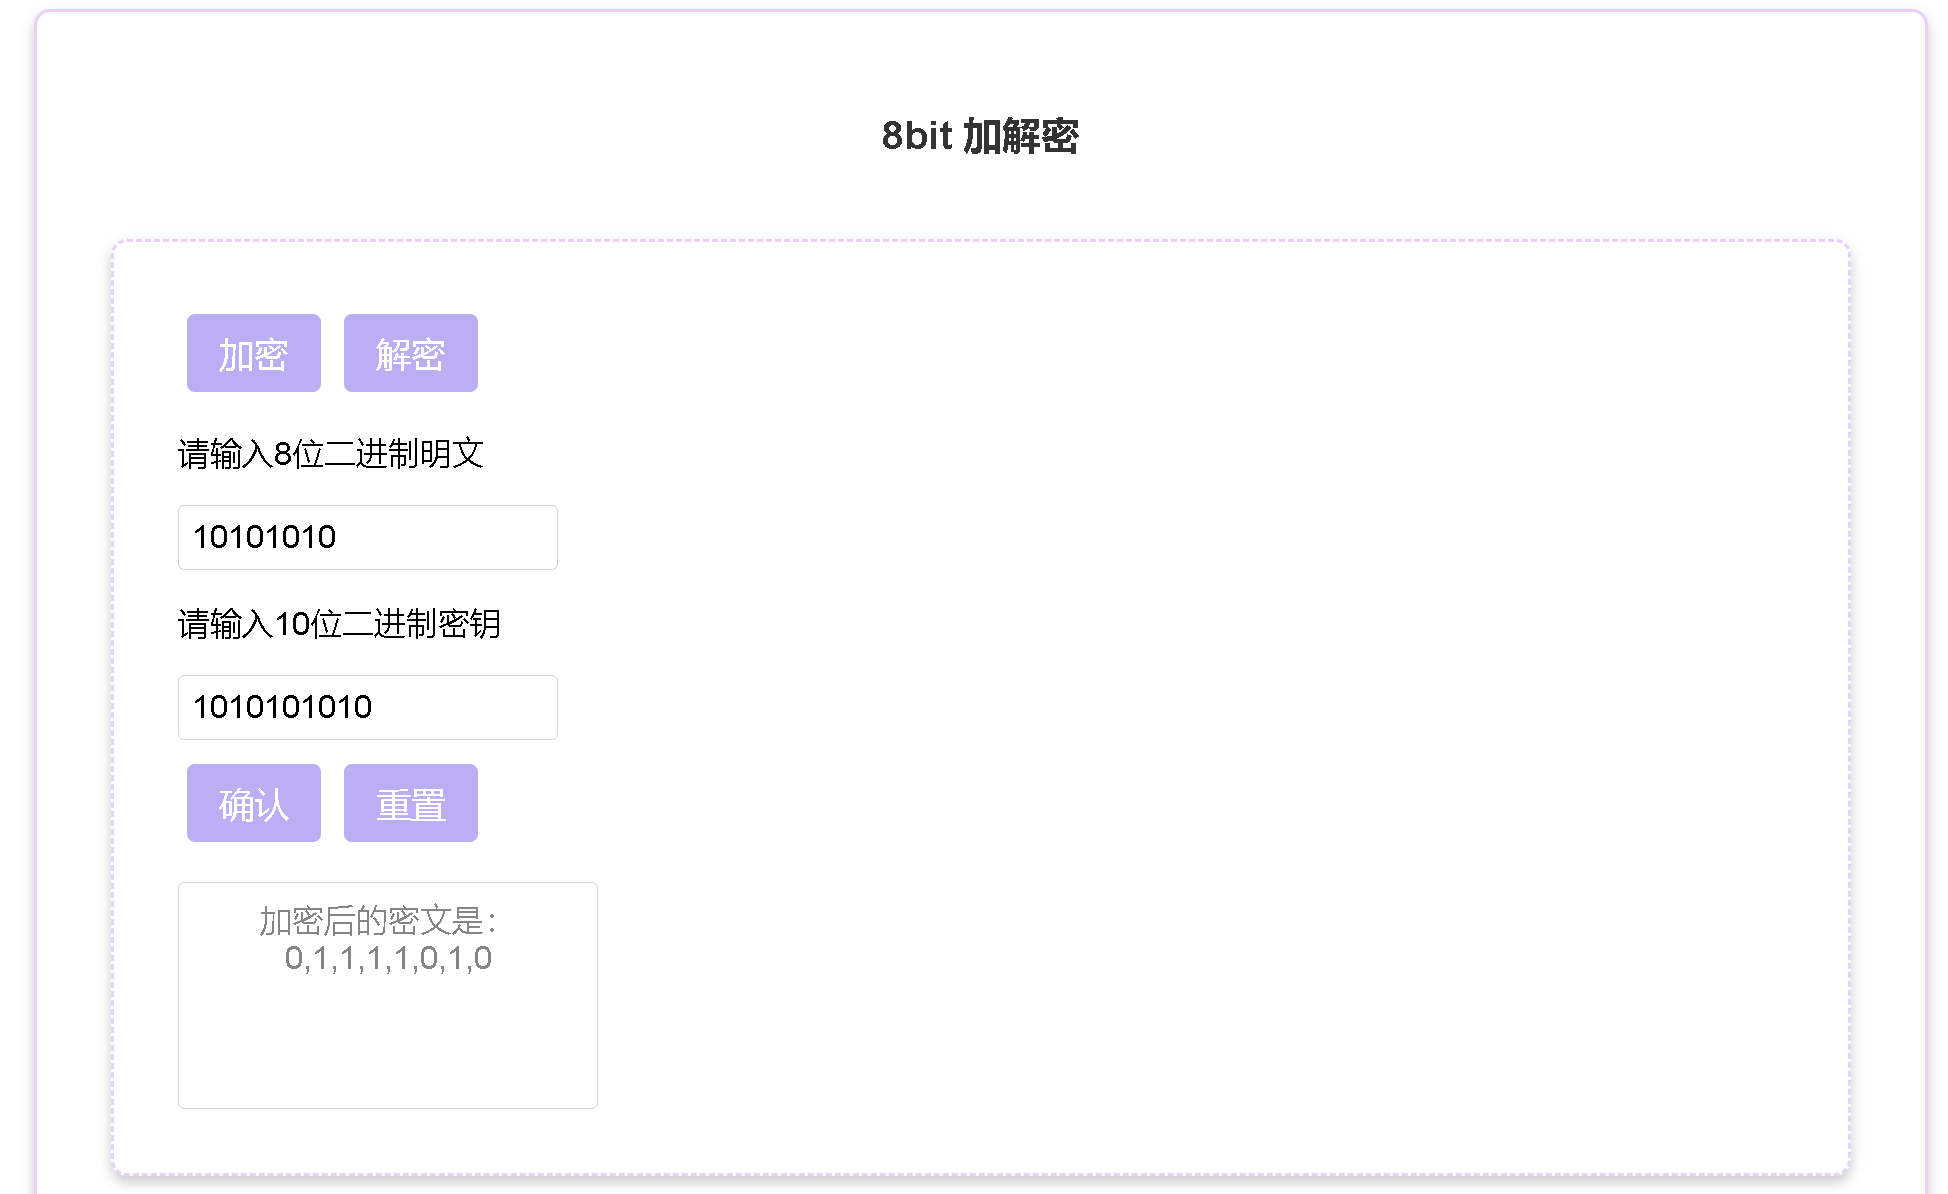 8bit 加解密
加密 解密
请输入8位二进制明文
10101010
请输入10位二进制密钥
1010101010
确认 重置
加密后的密文是：
0,1,1,1,1,0,1,0